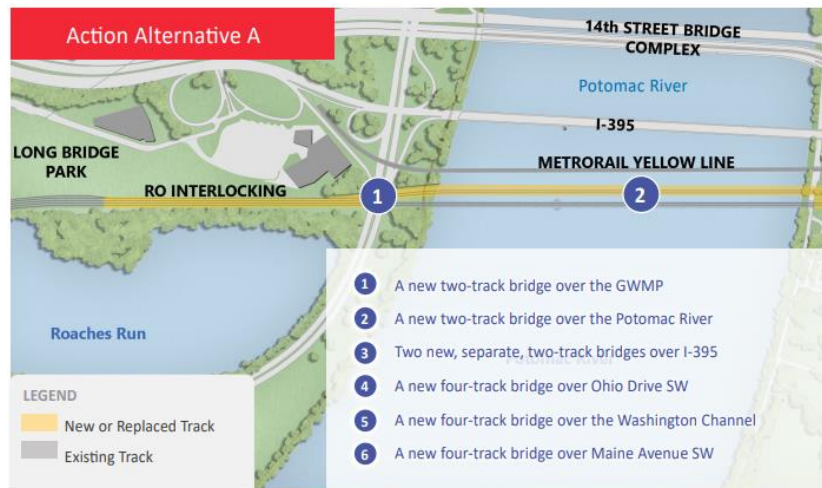 Action Alternative A
14th STREET BRIDGE
COMPLEX
Potomac River
I-395
LONG BRIDGE
PARK
METRORAIL YELLOW LINE
RO INTERLOCKING
1
2
1 A new two-track bridge over the GWMP
2 A new two-track bridge over the Potomac River
3 Two new, separate, two-track bridges over I-395
Potomac River
4 A new four-track bridge over Ohio Drive SW
5 A new four-track bridge over the Washington Channel
6 A new four-track bridge over Maine Avenue SW
Roaches Run
LEGEND
New or Replaced Track
Existing Track